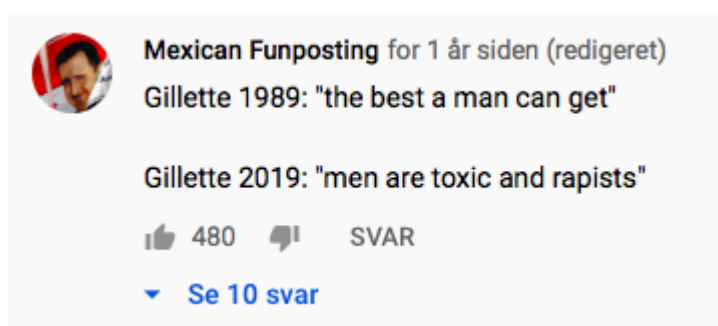 Mexican Funposting for 1 år siden (redigeret)
Gillette 1989: "the best a man can get"
Gillette 2019: "men are toxic and rapists"
480 SVAR
Se 10 svar